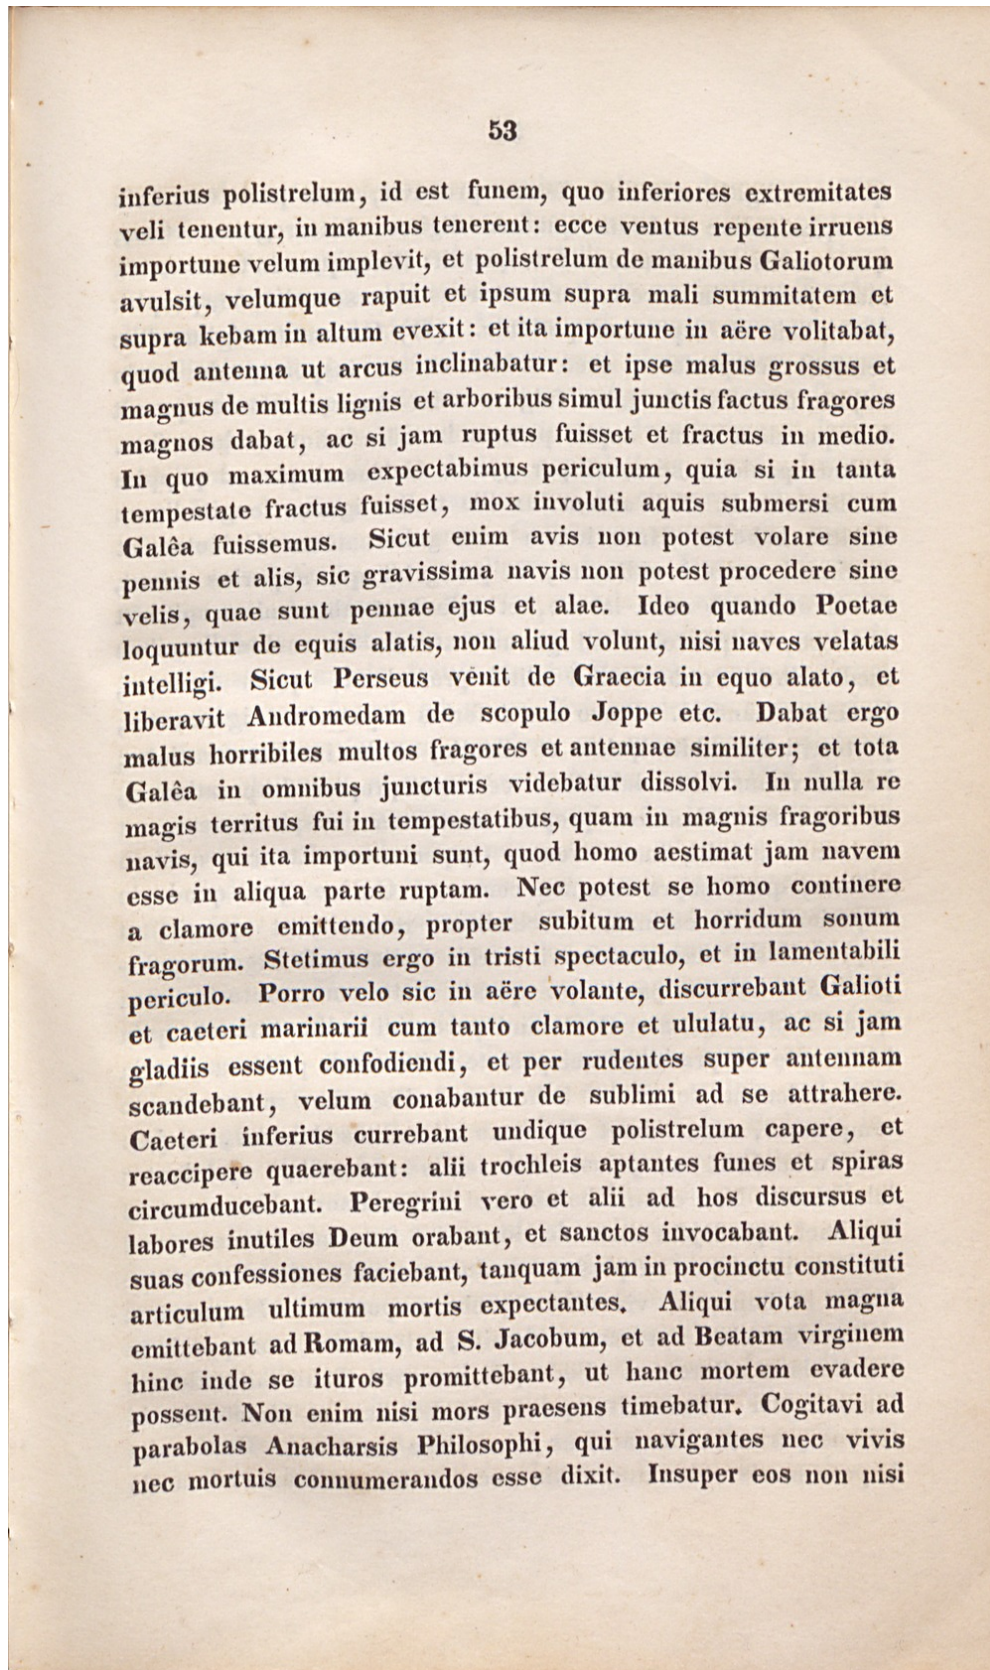 53
inferius polistrelum, id est funem, quo inferiores extremitates
veli tenentur, in manibus tenerent: ecce ventus repente irruens
importune velum implevit, et polistrelum de manibus Galiotorum
avulsit, velumque rapuit et ipsum supra mali summitatem et
supra kebam in altum evexit: et ita importune in aëre volitabat,
quod antenna ut arcus inclinabatur: et ipse malus grossus et
magnus de multis lignis et arboribus simul junctis factus fragores
magnos dabat, ac si jam ruptus fuisset et fractus in medio.
In quo maximum expectabimus periculum, quia si in tanta
tempestate fractus fuisset, mox involuti aquis submersi cum
Galêa fuissemus. Sicut enim avis non potest volare sine
pennis et alis, sic gravissima navis non potest procedere sine
velis, quae sunt pennae ejus et alae. Ideo quando Poetae
loquuntur de equis alatis, non aliud volunt, nisi naves velatas
intelligi. Sicut Perseus venit de Graecia in equo alato, et
liberavit Andromedam de scopulo Joppe etc. Dabat ergo
malus horribiles multos fragores et antennae similiter; et tota
Galêa in omnibus juncturis videbatur dissolvi. In nulla re
magis territus fui in tempestatibus, quam in magnis fragoribus
navis, qui ita importuni sunt, quod homo aestimat jam navem
esse in aliqua parte ruptam. Nec potest se homo continere
a clamore emittendo, propter subitum et horridum sonum
fragorum. Stetimus ergo in tristi spectaculo, et in lamentabili
periculo. Porro velo sic in aëre volante, discurrebant Galioti
et caeteri marinarii cum tanto clamore et ululatu, ac si jam
gladiis essent confodiendi, et per rudentes super antennam
scandebant, velum conabantur de sublimi ad se attrahere.
Caeteri inferius currebant undique polistrelum capere, et
reaccipere quaerebant: alii trochleis aptantes funes et spiras
circumducebant. Peregrini vero et alii ad hos discursus et
labores inutiles Deum orabant, et sanctos invocabant. Aliqui
suas confessiones faciebant, tanquam jam in procinctu constituti
articulum ultimum mortis expectantes. Aliqui vota magna
emittebant ad Romam, ad S. Jacobum, et ad Beatam virginem
hinc inde se ituros promittebant, ut hanc mortem evadere
possent. Non enim nisi mors praesens timebatur. Cogitavi ad
parabolas Anacharsis Philosophi, qui navigantes nec vivis
nec mortuis connumerandos esse dixit. Insuper eos non nisi